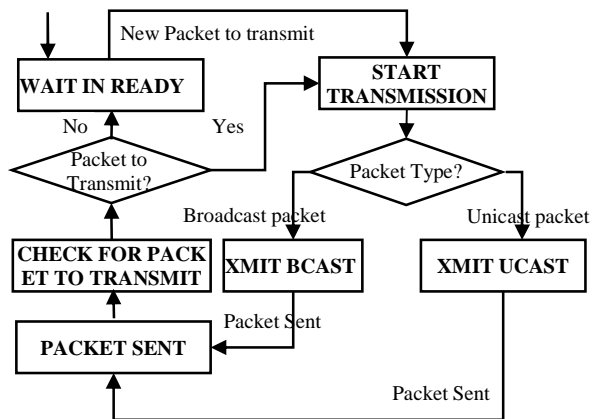 New Packet to transmit
WAIT IN READY
START
TRANSMISSION
No
Yes
Packet to
Transmit?
Packet Type?
Broadcast packet
Unicast packet
CHECK FOR PACK
ET TO TRANSMIT
XMIT BCAST
XMIT UCAST
Packet Sent
PACKET SENT
Packet Sent